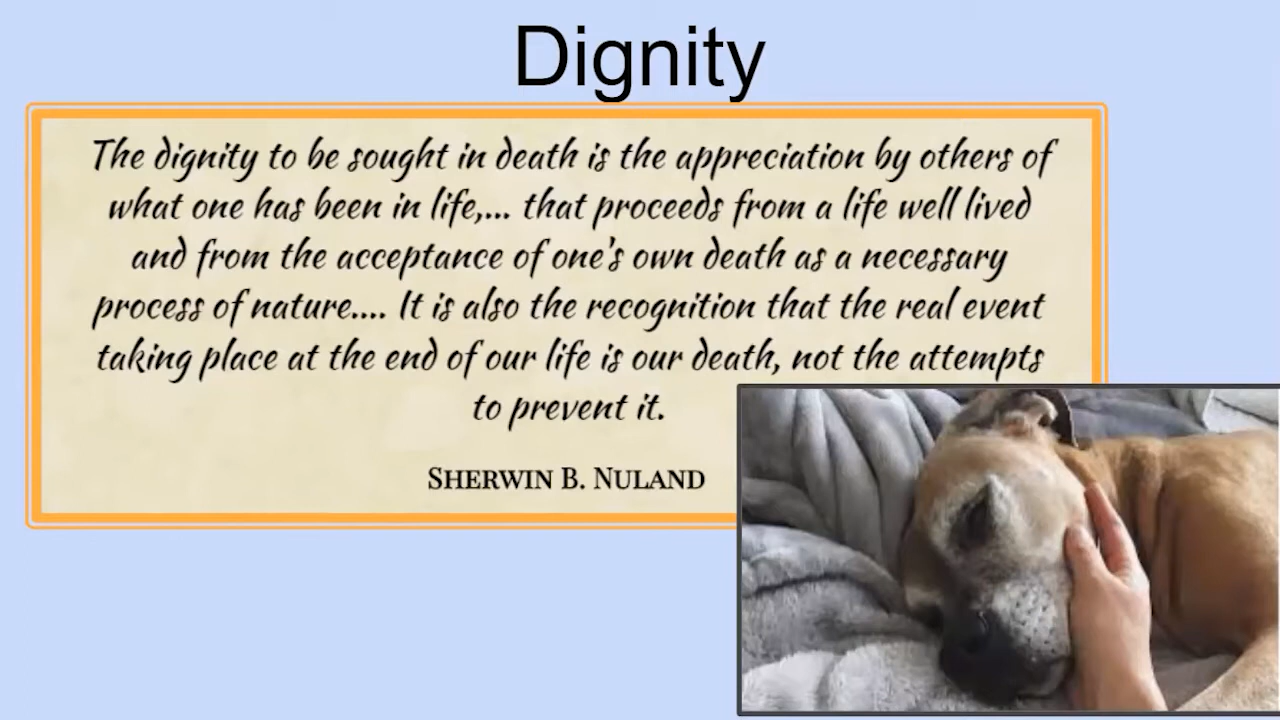 Dignity
The dignity to be sought in death is the appreciation by others of
what one has been in life,... that proceeds from a life well lived
and from the acceptance of one's own death as a necessary
process of nature.... It is also the recognition that the real event
taking place at the end of our life is our death, not the attempts
to prevent it.
SHERWIN B. NULAND